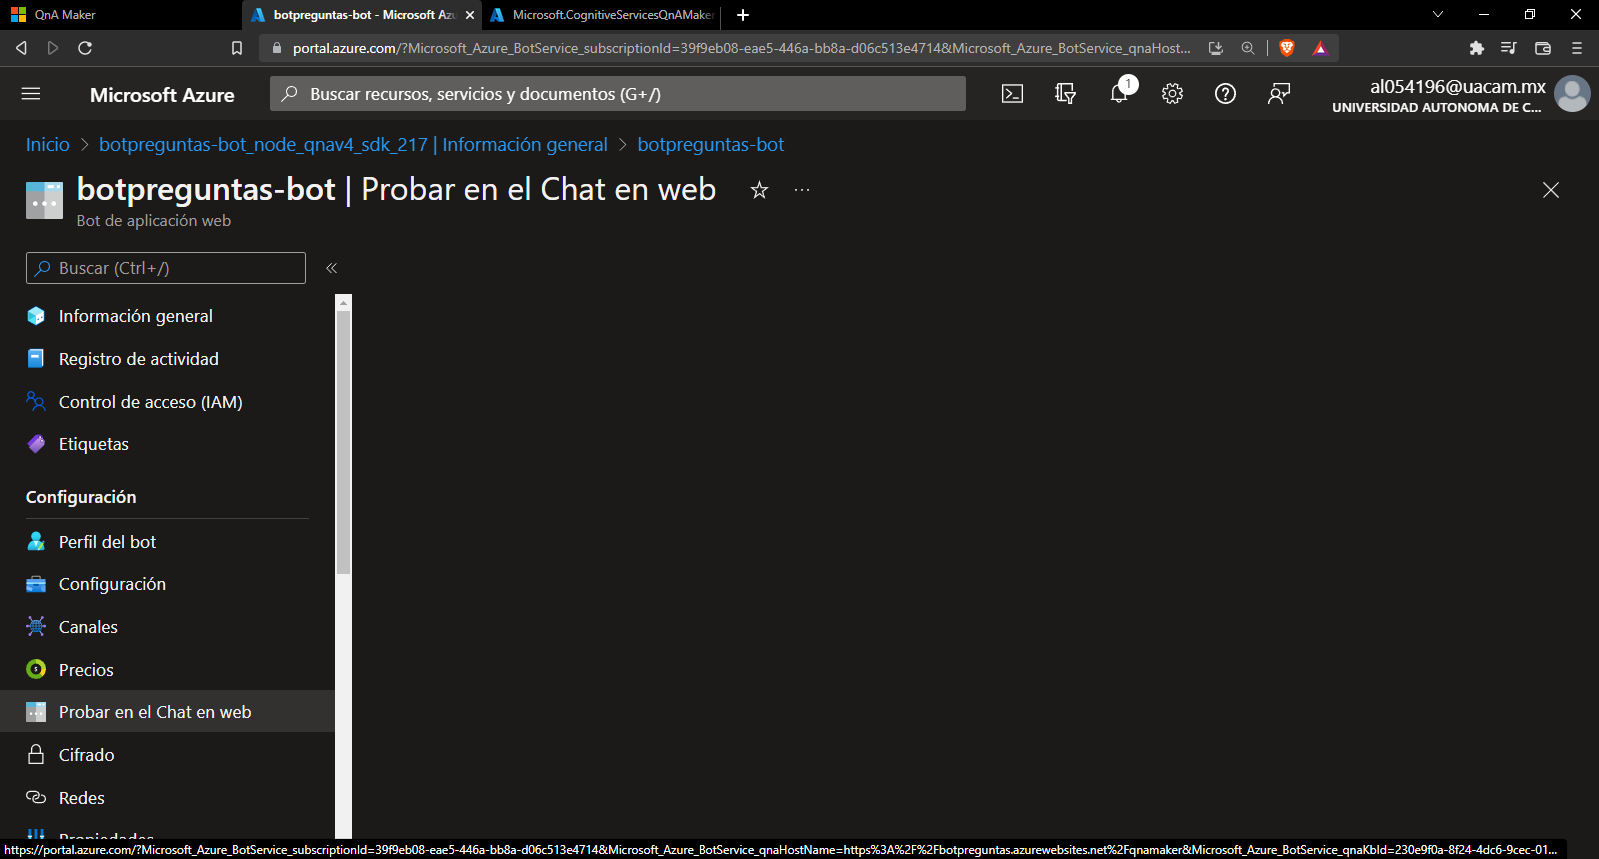 QnA Maker
botpreguntas-bot - Microsoft Azu
Microsoft.CognitiveServicesQnAMaker
portal.azure.com/?Microsoft_Azure_BotService_subscriptionId=39f9eb08-eae5-446a-bb8a-d06c513e4714&Microsoft_Azure_BotService_qnaHost...
Microsoft Azure
Buscar recursos, servicios y documentos (G+/)
1
al054196@uacam.mx
UNIVERSIDAD AUTONOMA DE C...
Inicio > botpreguntas-bot_node_qnav4_sdk_217 | Información general > botpreguntas-bot
botpreguntas-bot | Probar en el Chat en web
Bot de aplicación web
Buscar (Ctrl+/)
Información general
Registro de actividad
Control de acceso (IAM)
Etiquetas
Configuración
Perfil del bot
Configuración
Canales
Precios
Probar en el Chat en web
Cifrado
Redes
Propiedades
https://portal.azure.com/?Microsoft_Azure_BotService_subscriptionId=39f9eb08-eae5-446a-bb8a-d06c513e4714&Microsoft_Azure_BotService_qnaHostName=https%3A%2F%2Fbotpreguntas.azurewebsites.net%2Fqnamaker&Microsoft_Azure_BotService_qnaKbId=230e9f0a-8f24-4dc6-9cec-01...